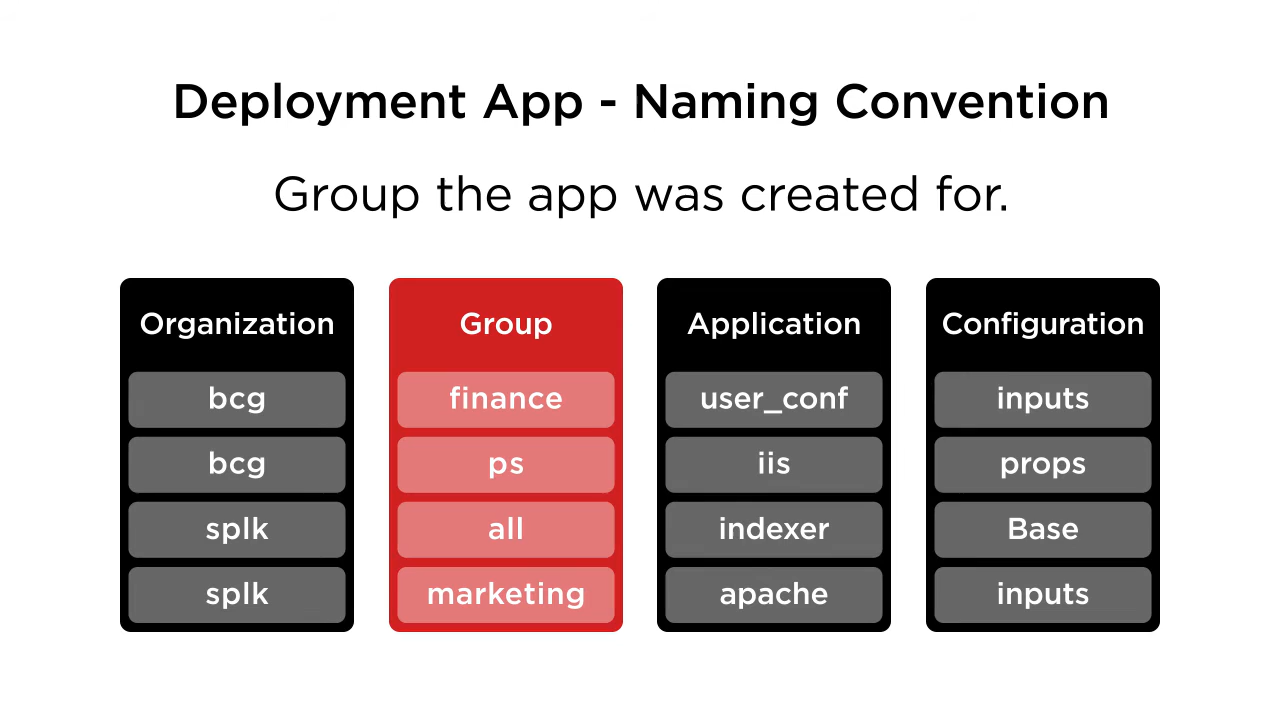 Deployment App - Naming Convention
Group the app was created for.
Organization Group Application Configuration
bcg finance user_conf inputs
bcg ps iis props
splk all indexer Base
splk marketing apache inputs